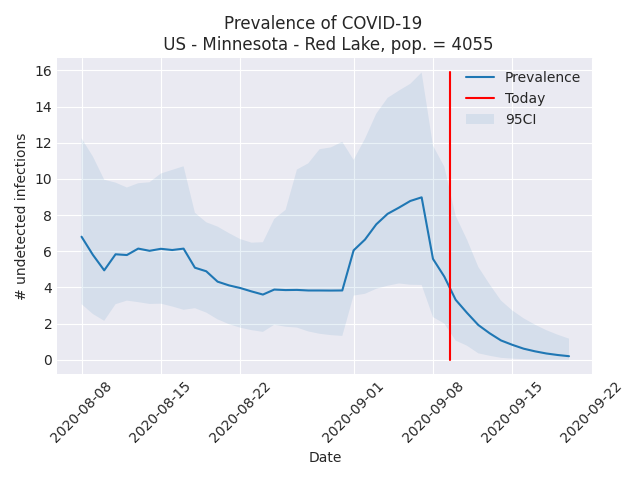 Prevalence of COVID-19
US - Minnesota - Red Lake, pop. = 4055
Prevalence
Today
95CI
# undetected infections
16
14
12
10
8
6
4
2
0
2020-08-08
2020-08-15
2020-08-22
2020-09-01
2020-09-08
2020-09-15
2020-09-22
Date